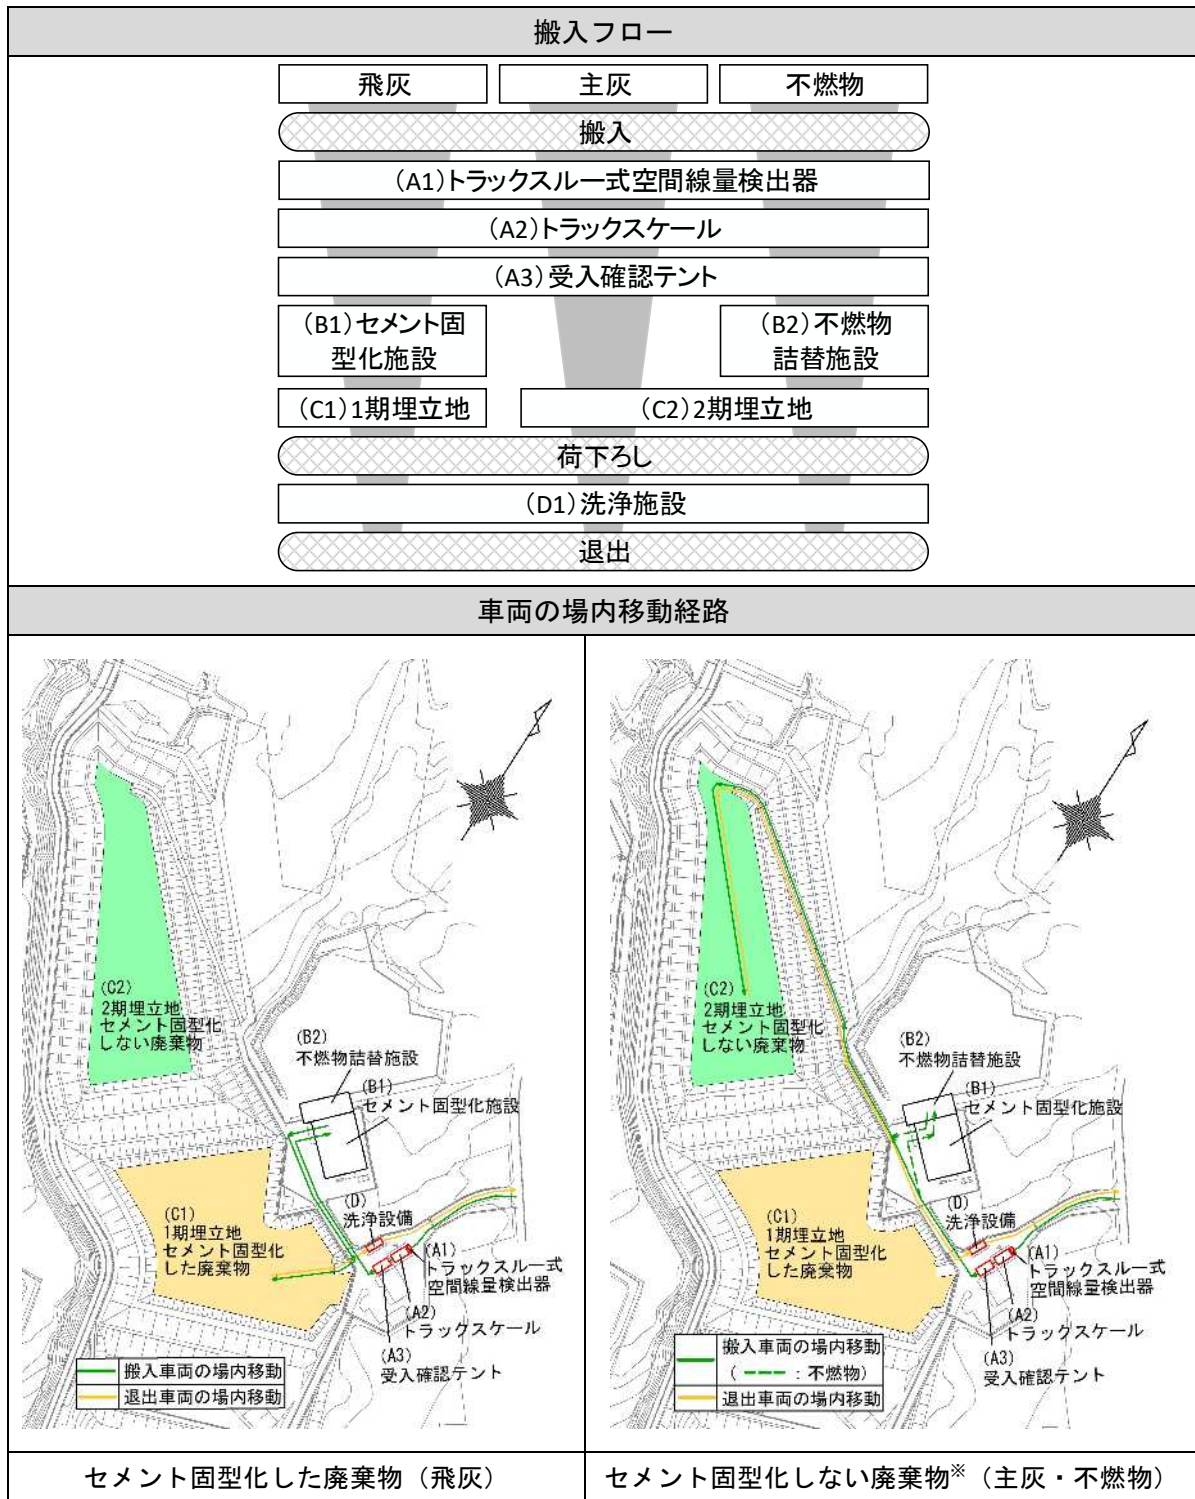 搬入フロー
飛灰
主灰
不燃物
搬入
（A1）トラックスルー式空間線量検出器
（A2）トラックスケール
（A3）受入確認テント
（B1）セメント固
型化施設
（B2）不燃物
詰替施設
（C1）1期埋立地
（C2）2期埋立地
荷下ろし
（D1）洗浄施設
退出
車両の場内移動経路
(C2)
2期埋立地
セメント固型化
しない廃棄物
(B2)
不燃物詰替施設
(B1)
セメント固型化施設
(C1)
1期埋立地
セメント固型化
した廃棄物
(D)
洗浄設備
(A1)
トラックスルー式
空間線量検出器
(A2)
トラックスケール
(A3)
受入確認テント
搬入車両の場内移動
退出車両の場内移動
セメント固型化した廃棄物（飛灰）
(C2)
2期埋立地
セメント固型化
しない廃棄物
(B2)
不燃物詰替施設
(B1)
セメント固型化施設
(C1)
1期埋立地
セメント固型化
した廃棄物
(D)
洗浄設備
(A1)
トラックスルー式
空間線量検出器
(A2)
トラックスケール
(A3)
受入確認テント
搬入車両の場内移動
（ ：不燃物）
退出車両の場内移動
セメント固型化しない廃棄物※（主灰・不燃物）